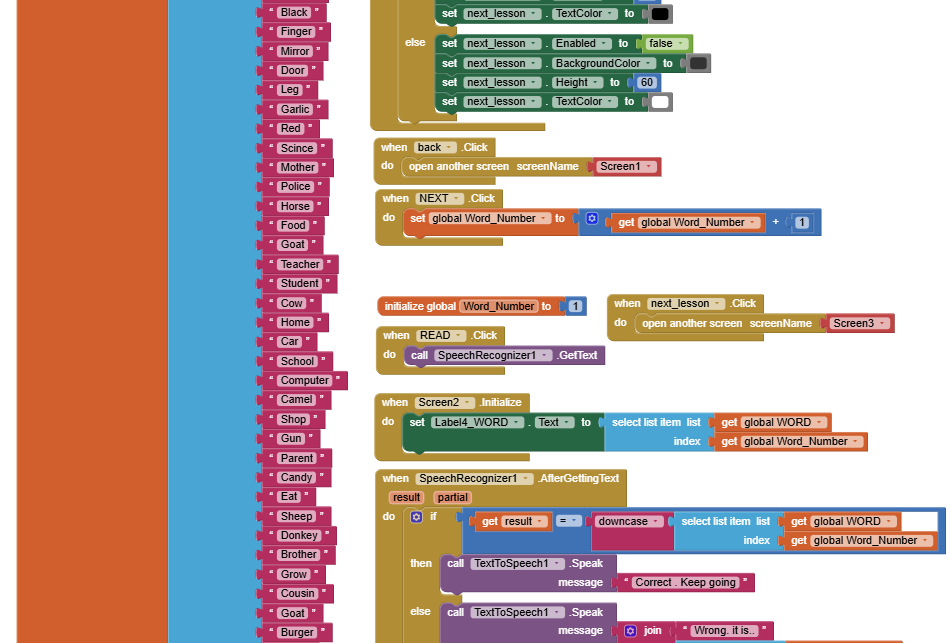 " Black "
" Finger "
" Mirror "
" Door "
" Leg "
" Garlic "
" Red "
" Scince "
" Mother "
" Police "
" Horse "
" Food "
" Goat "
" Teacher "
" Student "
" Cow "
" Home "
" Car "
" School "
" Computer "
" Camel "
" Shop "
" Gun "
" Parent "
" Candy "
" Eat "
" Sheep "
" Donkey "
" Brother "
" Grow "
" Cousin "
" Goat "
" Burger "
set next_lesson . TextColor to
else set next_lesson . Enabled to false
set next_lesson . BackgroundColor to
set next_lesson . Height to 60
set next_lesson . TextColor to
when back .Click
do open another screen screenName Screen1
when NEXT .Click
do set global Word_Number to get global Word_Number + 1
initialize global Word_Number to 1
when next_lesson .Click
do open another screen screenName Screen3
when READ .Click
do call SpeechRecognizer1 .GetText
when Screen2 .Initialize
do set Label4_WORD . Text to select list item list get global WORD
index get global Word_Number
when SpeechRecognizer1 .AfterGettingText
result partial
do if get result = downcase select list item list get global WORD
index get global Word_Number
then call TextToSpeech1 .Speak
message " Correct . Keep going "
else call TextToSpeech1 .Speak
message join " Wrong. it is.. "